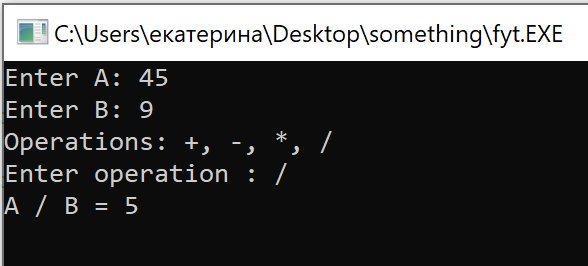 C:\Users\екатерина\Desktop\something\fyt.EXE
Enter A: 45
Enter B: 9
Operations: +, -, *, /
Enter operation : /
A / B = 5